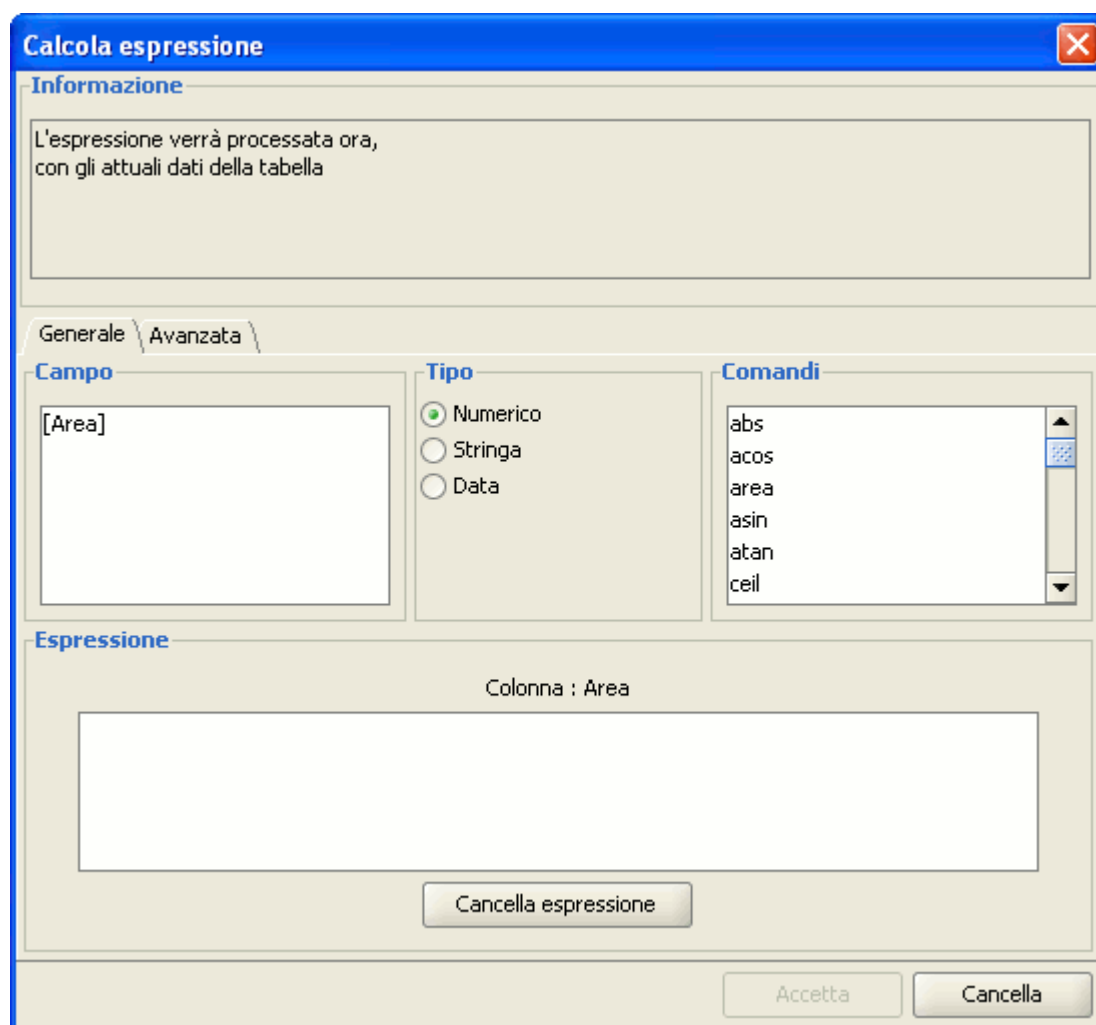 Calcola espressione
Informazione
L'espressione verrà processata ora,
con gli attuali dati della tabella
Generale
Avanzata
Campo
[Area]
Tipo
Numerico
Stringa
Data
Comandi
abs
acos
area
asin
atan
ceil
Espressione
Colonna : Area
Cancella espressione
Accetta
Cancella